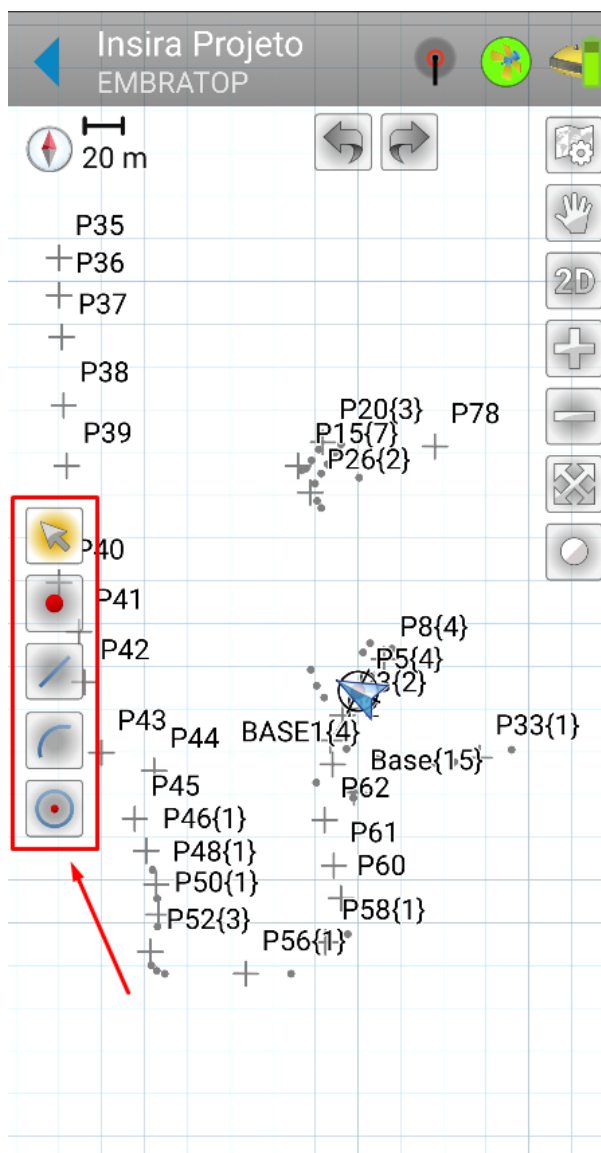 Insira Projeto
EMBRATOP
20 m
2D
P35
P36
P37
P38
P39
P20{3}
P78
P15{7}
P26{2}
P40
P41
P42
P8{4}
P5{4}
3{2}
P43
P44
BASE1{4}
P33{1}
Base{15}
P45
P62
P46{1}
P61
P48{1}
P60
P50{1}
P52{3}
P58{1}
P56{1}